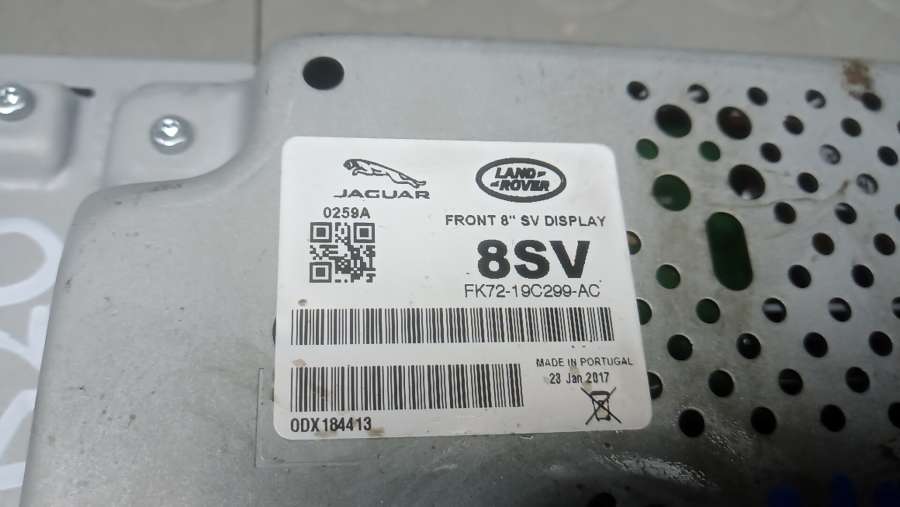 JAGUAR
LAND
ROVER
0259A
FRONT 8" SV DISPLAY
8SV
FK72-19C299-AC
MADE IN PORTUGAL
23 Jan 2017
0DX184413